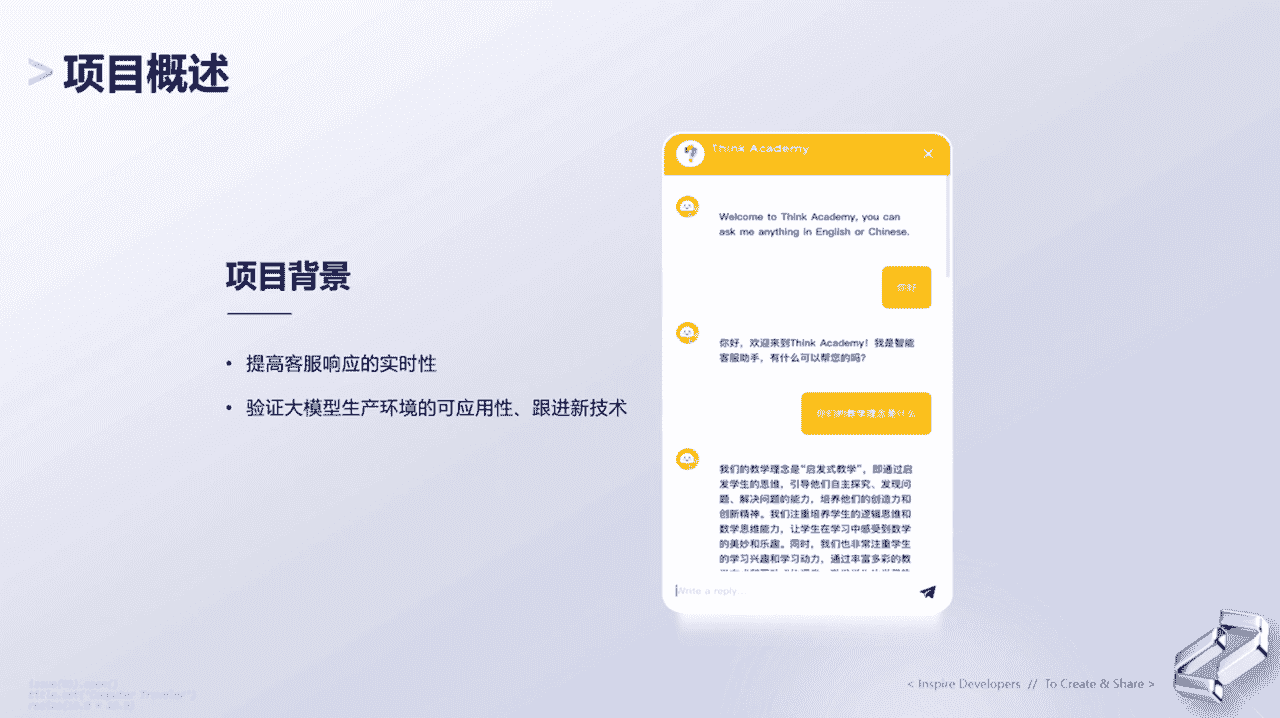 > 项目概述
项目背景
• 提高客服响应的实时性
• 验证大模型生产环境的可应用性、跟进新技术
Think Academy
Welcome to Think Academy, you can
ask me anything in English or Chinese.
你好
你好，欢迎来到Think Academy！我是智能
客服助手，有什么可以帮您的吗？
你们的教学理念是什么
我们的教学理念是“启发式教学”，即通过启
发学生的思维，引导他们自主探究、发现问
题、解决问题的能力，培养他们的创造力和
创新精神。我们注重培养学生的逻辑思维和
数学思维能力，让学生在学习中感受到数学
的美妙和乐趣。同时，我们也非常注重学生
的学习兴趣和学习动力，通过丰富多彩的教
Write a reply...
< Inspire Developers // To Create & Share >